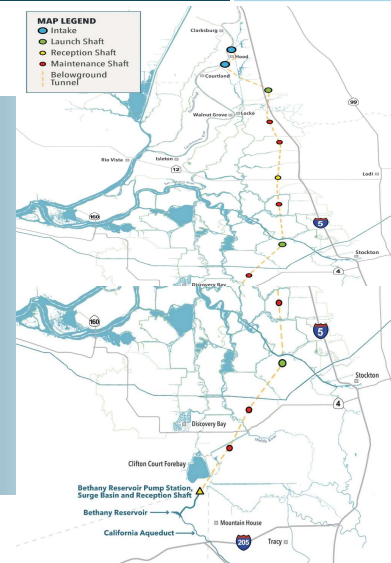 MAP LEGEND
Intake
Launch Shaft
Reception Shaft
Maintenance Shaft
Belowground
Tunnel
Clarksburg
Hood
Courtland
99
Walnut Grove
Locke
Rio Vista
Isleton
12
Lodi
160
5
Stockton
4
Discovery Bay
160
5
Stockton
4
Discovery Bay
Clifton Court Forebay
Bethany Reservoir Pump Station,
Surge Basin and Reception Shaft
Bethany Reservoir
Mountain House
California Aqueduct
205
Tracy